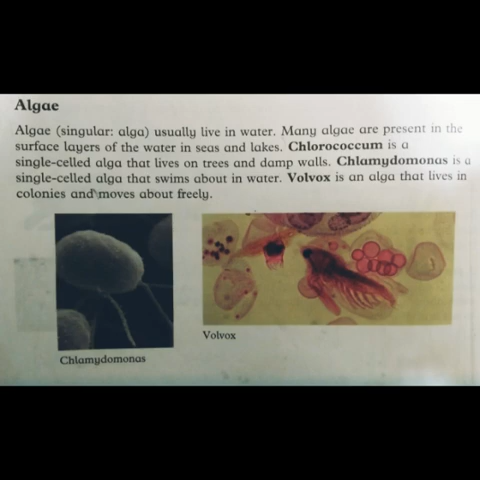 Algae
Algae (singular: alga) usually live in water. Many algae are present in the
surface layers of the water in seas and lakes. Chlorococcum is a
single-celled alga that lives on trees and damp walls. Chlamydomonas is a
single-celled alga that swims about in water. Volvox is an alga that lives in
colonies and moves about freely.
Volvox
Chlamydomonas